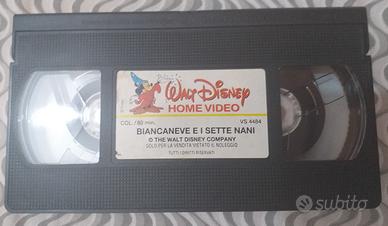 WALT DISNEY
HOME VIDEO
COL./80 min. VS 4484
BIANCANEVE E I SETTE NANI
© THE WALT DISNEY COMPANY
SOLO PER LA VENDITA VIETATO IL NOLEGGIO
TUTTI I DIRITTI RISERVATI
subito